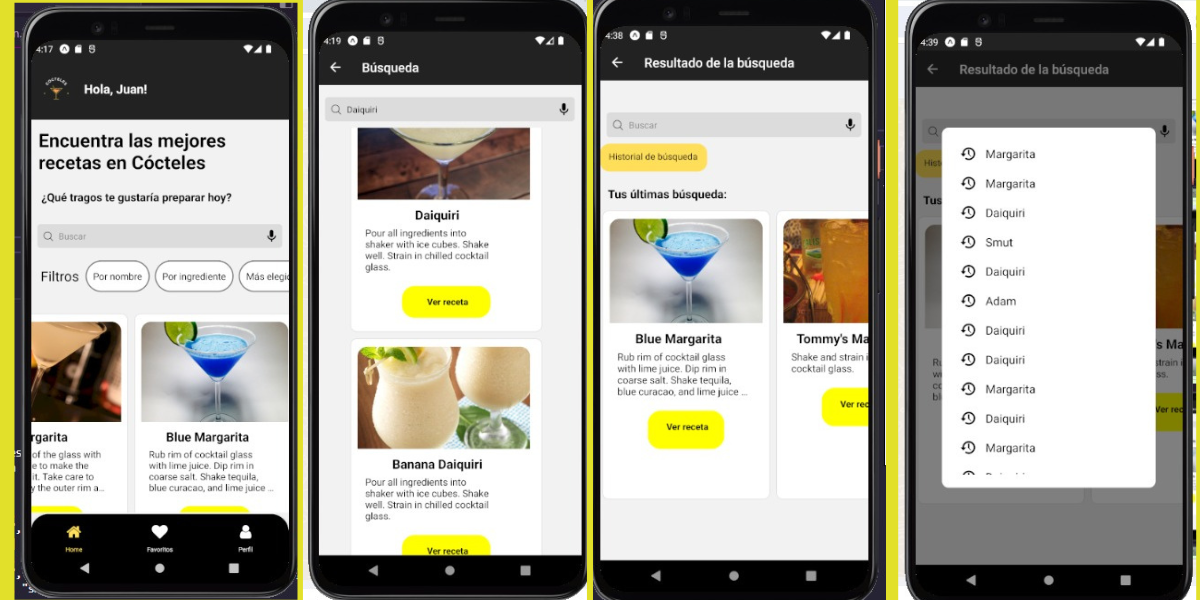 4:17
CÓCTELES
Hola, Juan!
Encuentra las mejores
recetas en Cócteles
¿Qué tragos te gustaría preparar hoy?
Buscar
Filtros
Por nombre
Por ingrediente
Más elegid
rgarita
of the glass with
e to make the
it. Take care to
y the outer rim a...
Blue Margarita
Rub rim of cocktail glass
with lime juice. Dip rim in
coarse salt. Shake tequila,
blue curacao, and lime juice ...
Home
Favoritos
Perfil
4:19
Búsqueda
Daiquiri
Daiquiri
Pour all ingredients into
shaker with ice cubes. Shake
well. Strain in chilled cocktail
glass.
Ver receta
Banana Daiquiri
Pour all ingredients into
shaker with ice cubes. Shake
well. Strain in chilled cocktail
glass.
Ver receta
4:38
Resultado de la búsqueda
Buscar
Historial de búsqueda
Tus últimas búsqueda:
Blue Margarita
Rub rim of cocktail glass
with lime juice. Dip rim in
coarse salt. Shake tequila,
blue curacao, and lime juice ...
Ver receta
Tommy's Ma
Shake and strain i
cocktail glass.
Ver rec
4:39
Resultado de la búsqueda
Hist
Tus
Margarita
Margarita
Daiquiri
Smut
Daiquiri
Adam
Daiquiri
Daiquiri
Margarita
Daiquiri
Margarita
's Ma
train i
Ver rec